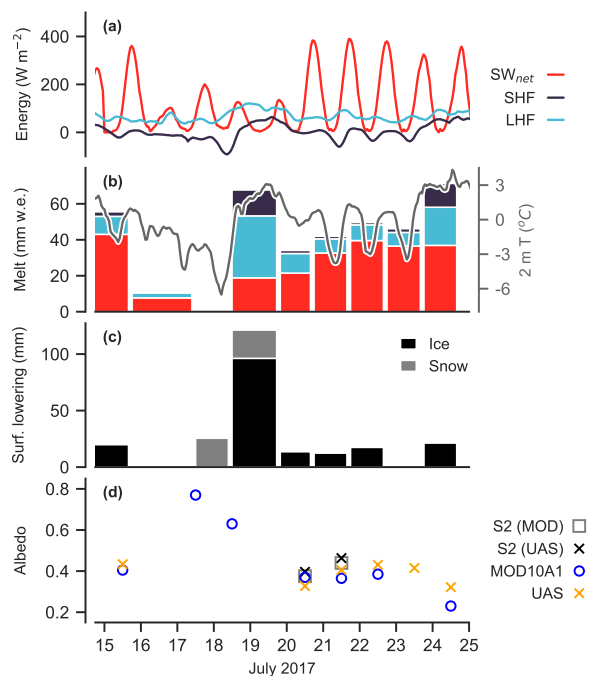 (a)
400
200
0
Energy (W m⁻²)
SWnet
SHF
LHF
(b)
60
40
20
0
Melt (mm w.e.)
3
0
-3
-6
2 m T (°C)
(c)
100
50
0
Surf. lowering (mm)
Ice
Snow
(d)
0.8
0.6
0.4
0.2
Albedo
S2 (MOD)
S2 (UAS)
MOD10A1
UAS
15 16 17 18 19 20 21 22 23 24 25
July 2017